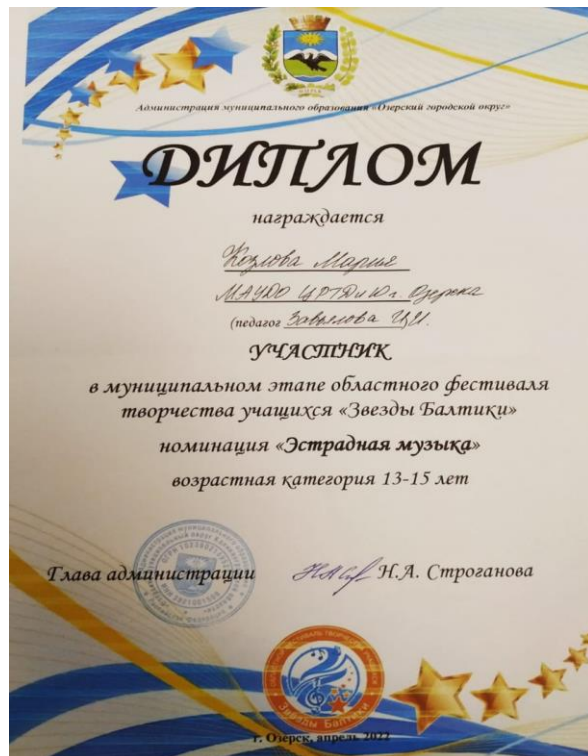 Администрация муниципального образования «Озерский городской округ»
ДИПЛОМ
награждается
Козлова Мария
МАУДО ЦРТДиЮ г. Озерска
(педагог
УЧАСТНИК
в муниципальном этапе областного фестиваля
творчества учащихся «Звезды Балтики»
номинация «Эстрадная музыка»
возрастная категория 13-15 лет
Глава администрации Н.А. Строганова
Звезды Балтики
г. Озерск, апрель 2022